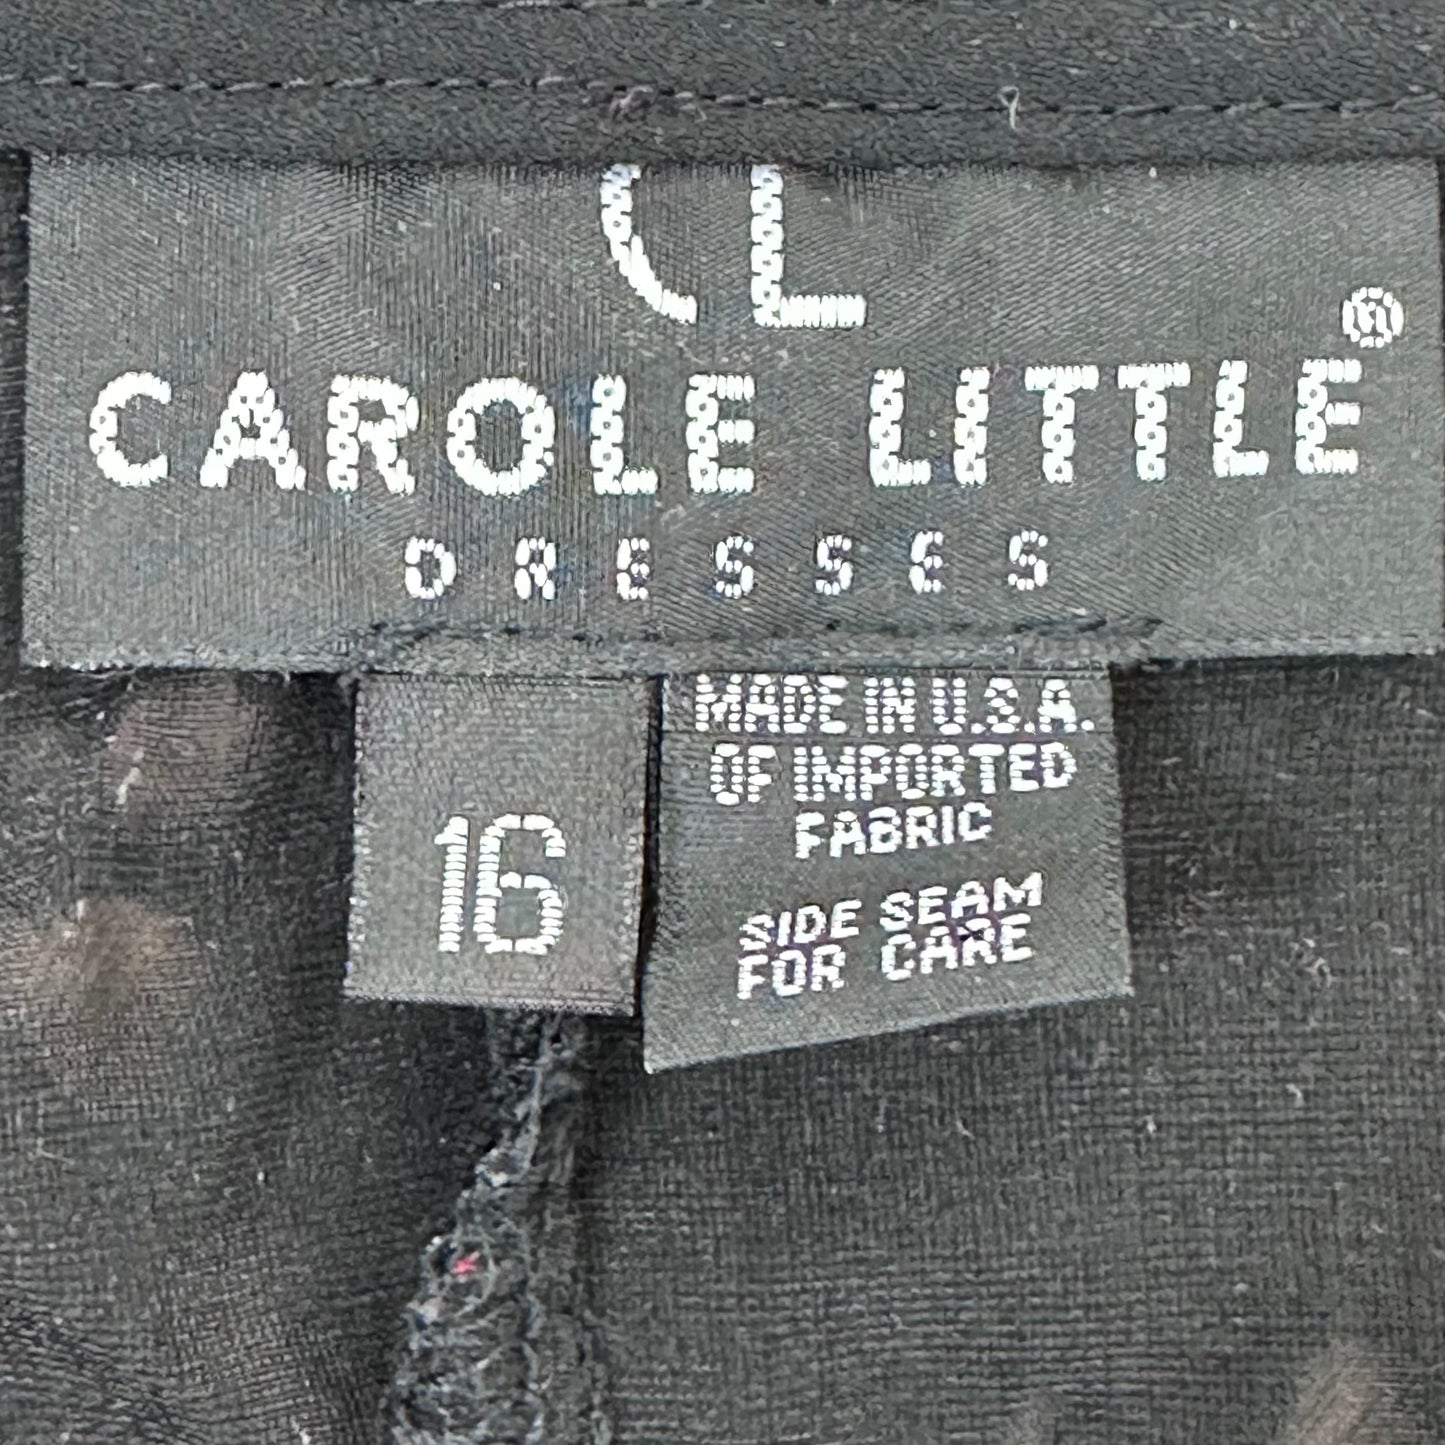 CL
CAROLE LITTLE®
DRESSES
16
MADE IN U.S.A.
OF IMPORTED
FABRIC
SIDE SEAM
FOR CARE